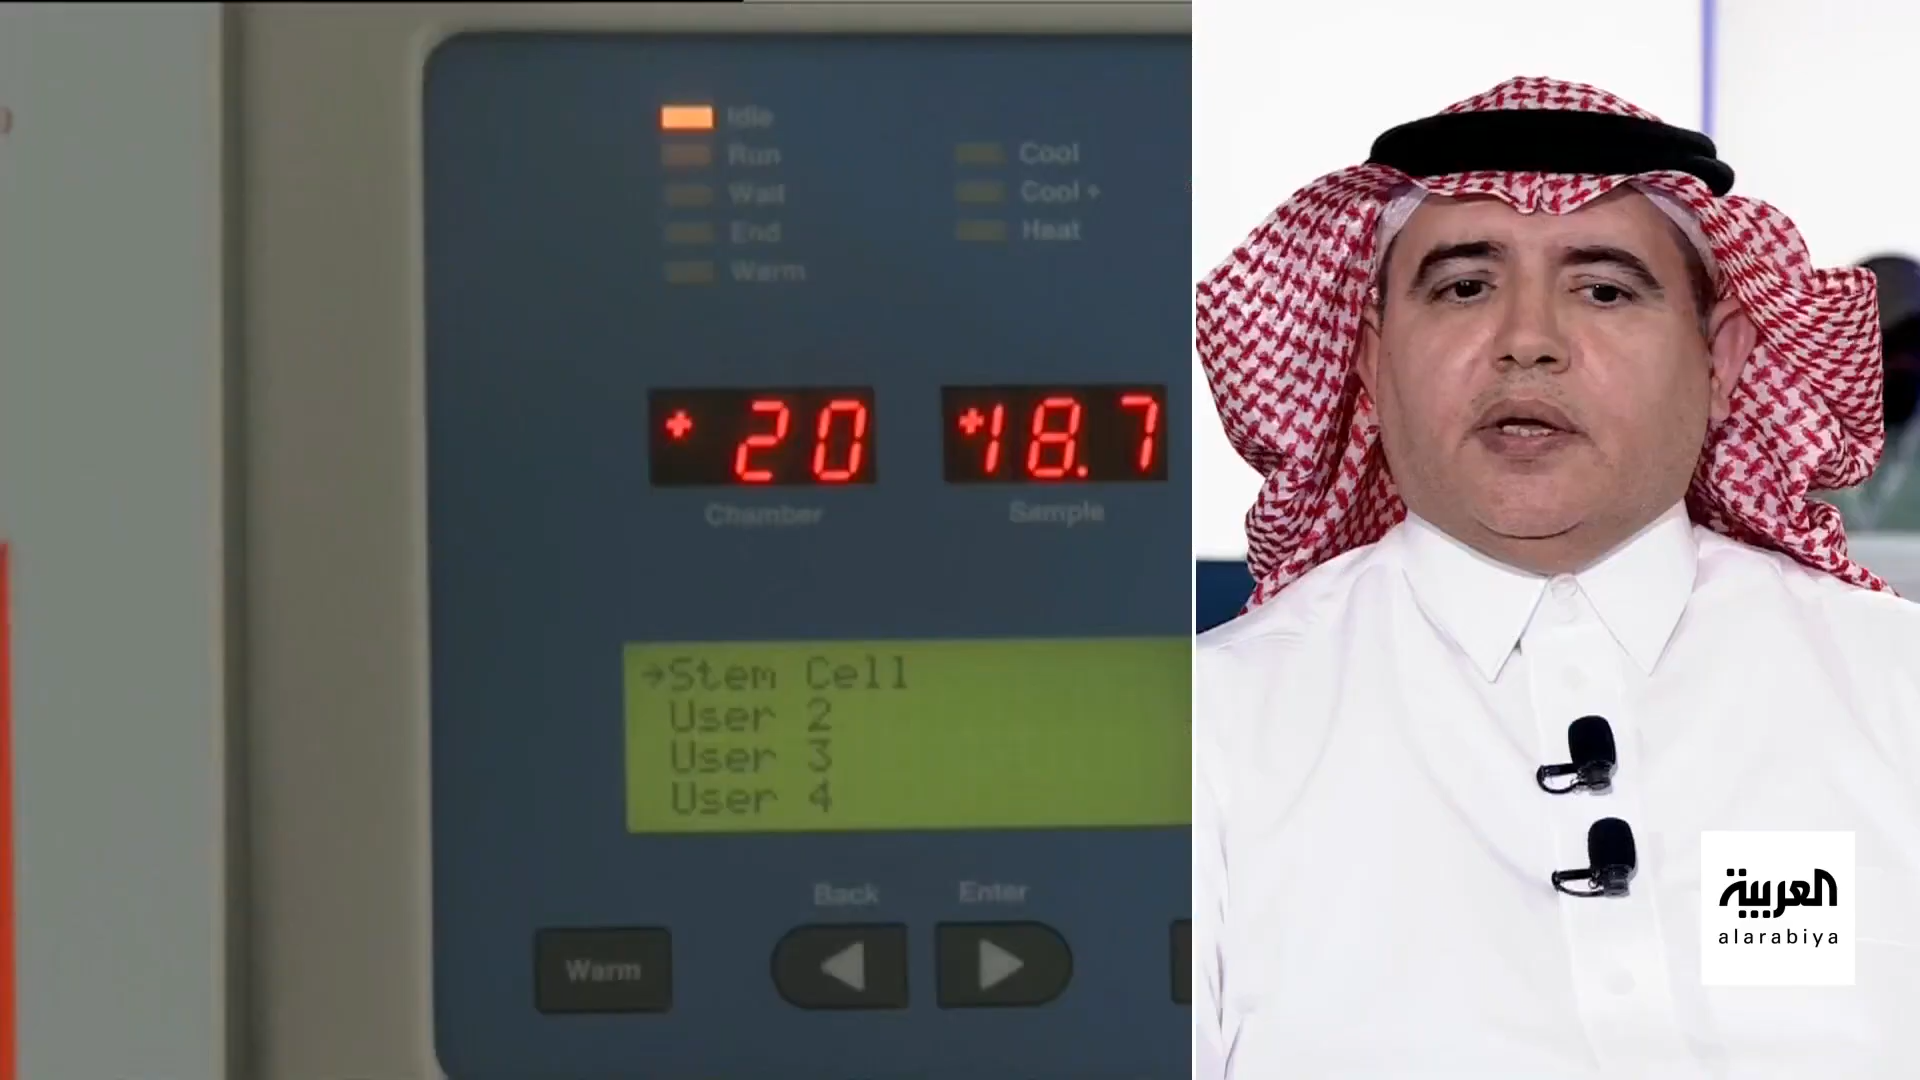 Idle
Run
Wait
End
Warm
Cool
Cool +
Heat
+ 20
+18.7
Chamber
Sample
→Stem Cell
User 2
User 3
User 4
Back
Enter
Warm
العربية
alarabiya